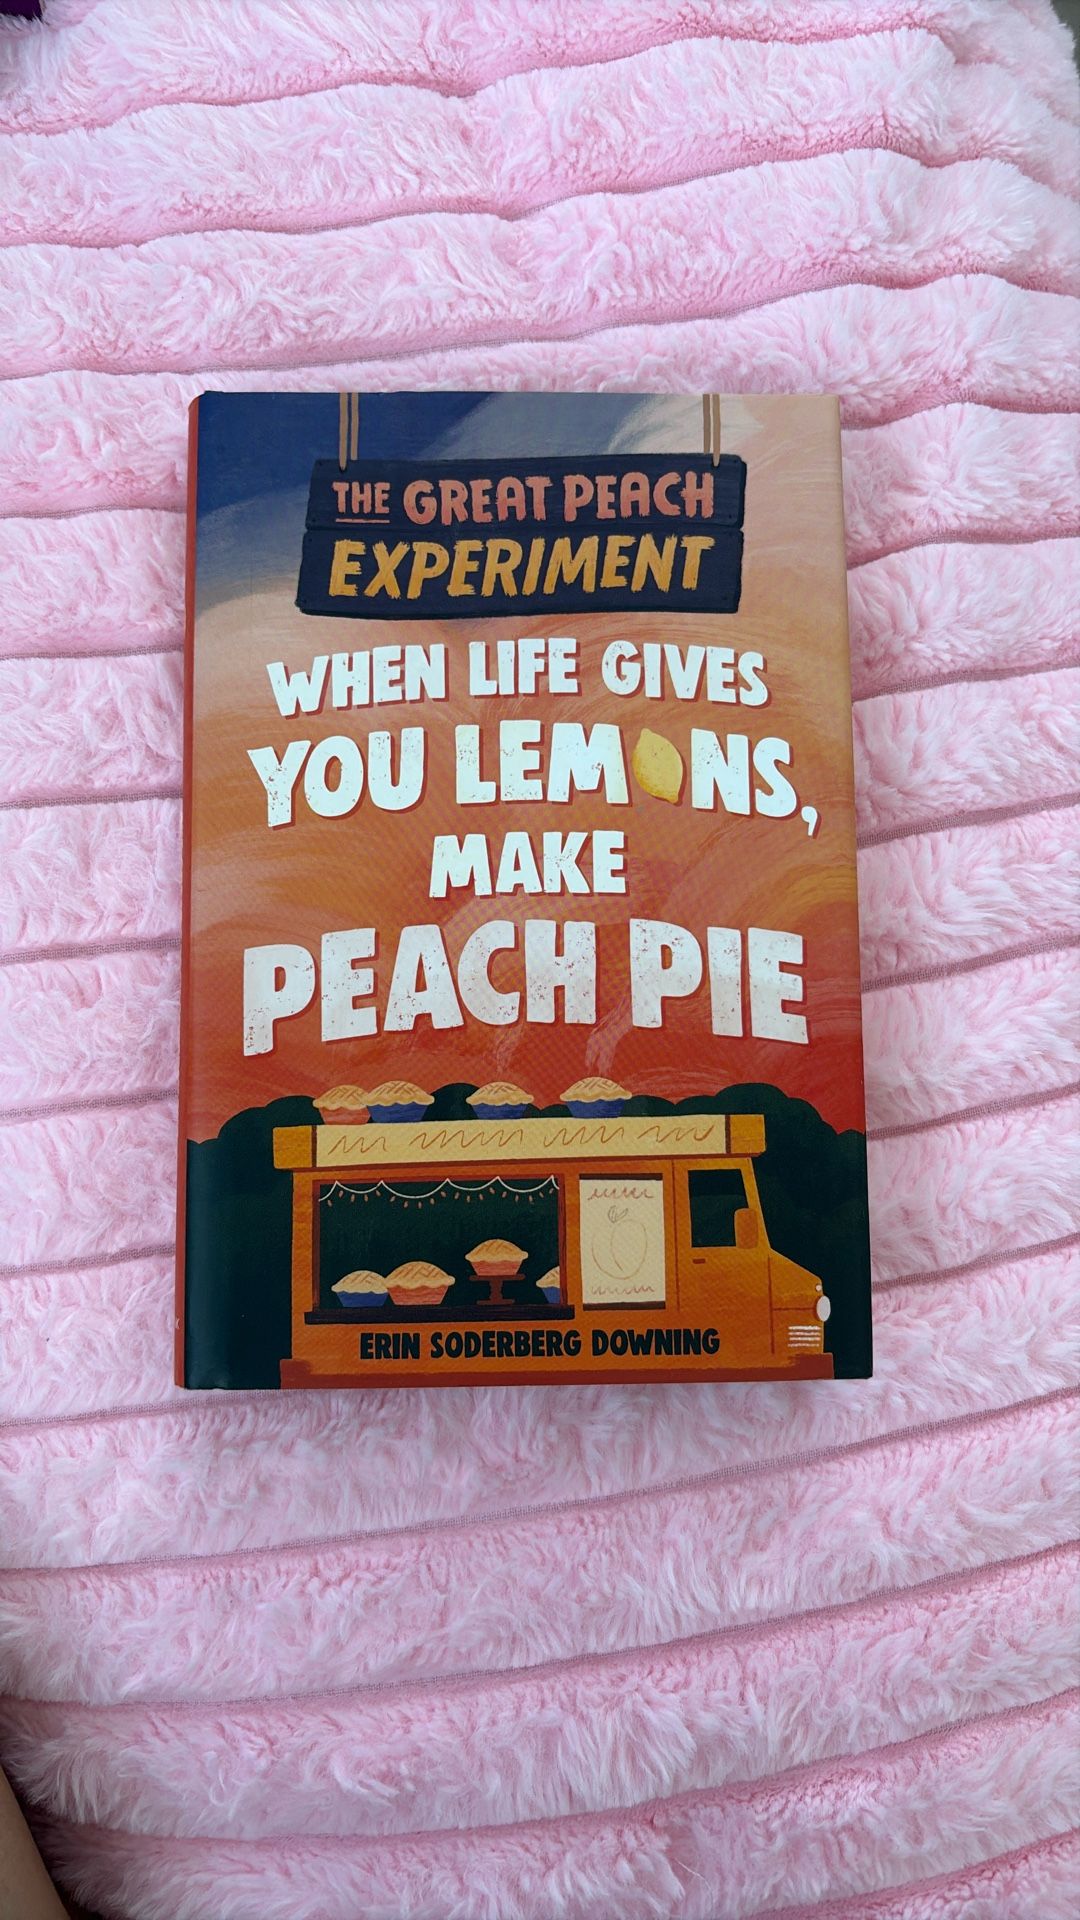 THE GREAT PEACH
EXPERIMENT
WHEN LIFE GIVES
YOU LEMONS,
MAKE
PEACH PIE
ERIN SODERBERG DOWNING